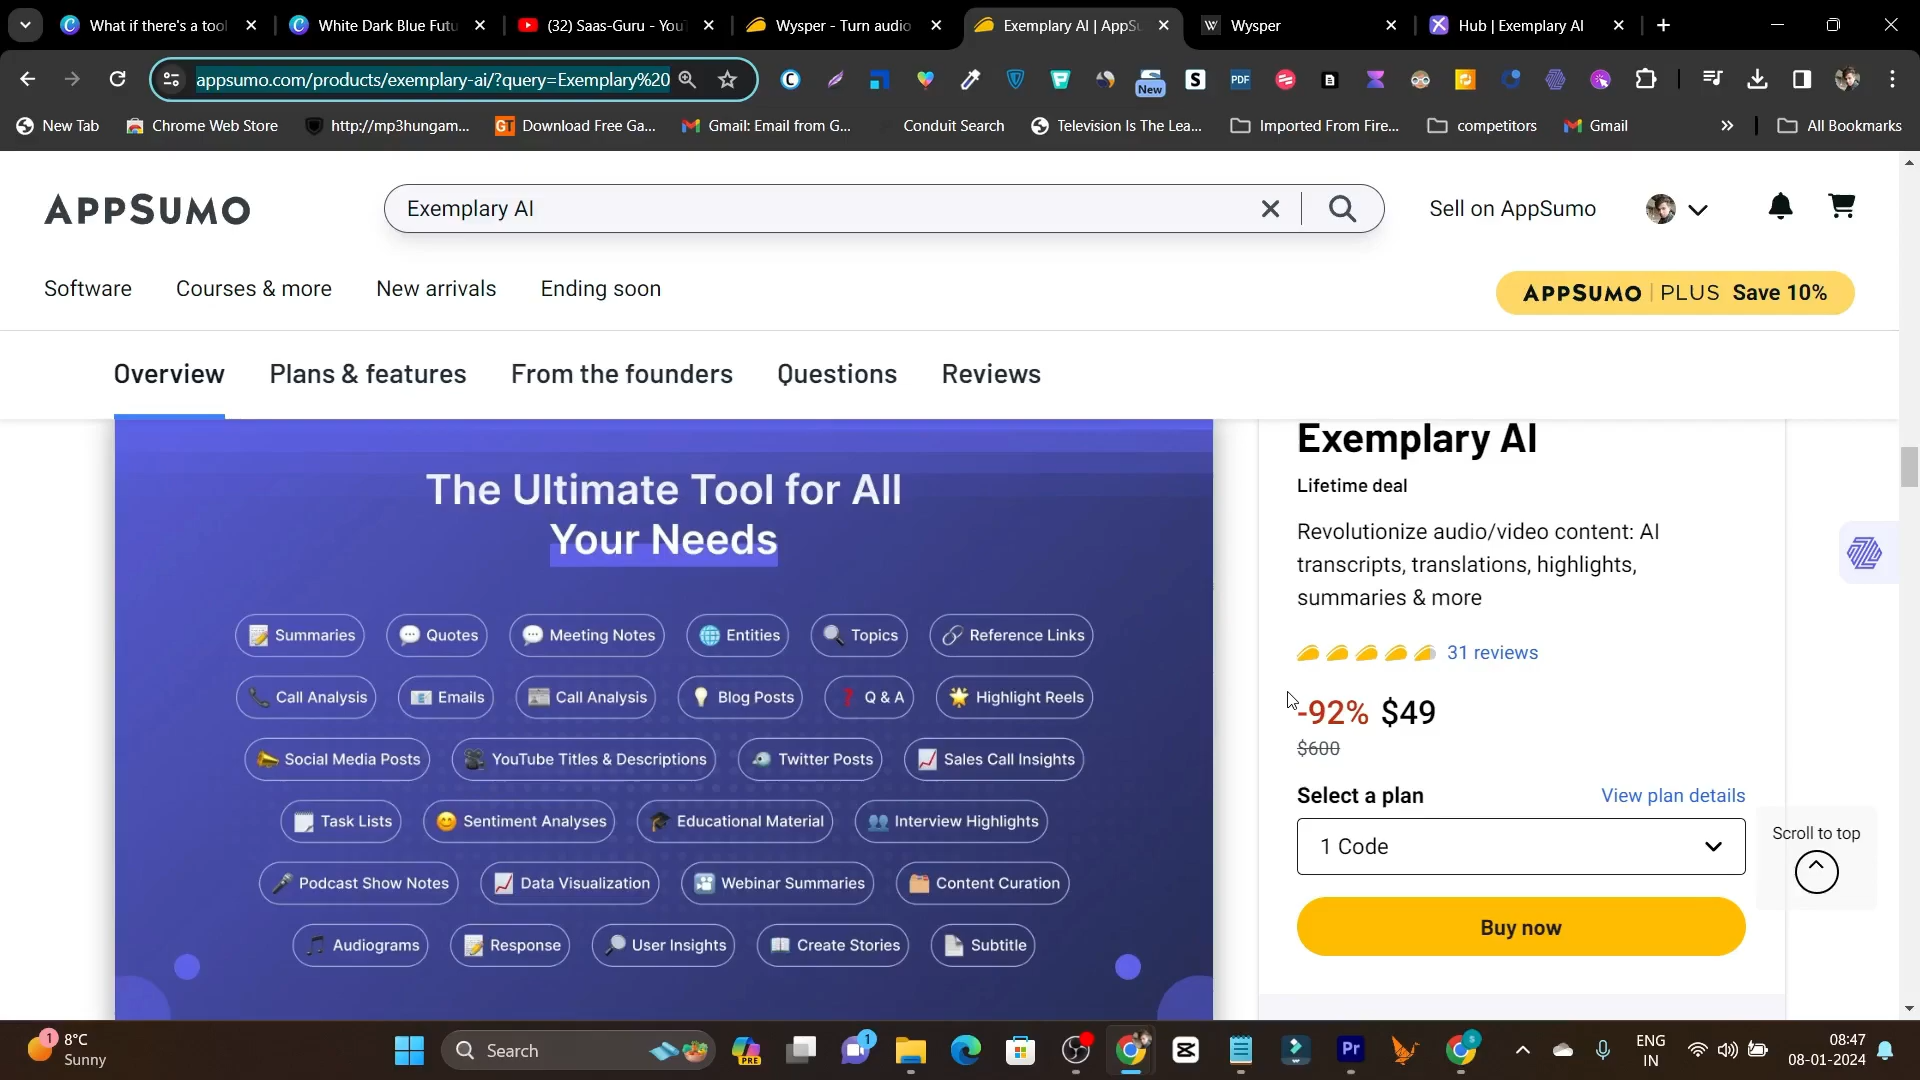 What if there's a tool
White Dark Blue Futu
(32) Saas-Guru - You
Wysper - Turn audio
Exemplary AI | AppSu
W Wysper
Hub | Exemplary AI
appsumo.com/products/exemplary-ai/?query=Exemplary%20
New
PDF
New Tab
Chrome Web Store
http://mp3hungam...
GT Download Free Ga...
Gmail: Email from G...
Conduit Search
Television Is The Lea...
Imported From Fire...
competitors
Gmail
All Bookmarks
APPSUMO
Exemplary AI
Sell on AppSumo
Software
Courses & more
New arrivals
Ending soon
APPSUMO | PLUS Save 10%
Overview
Plans & features
From the founders
Questions
Reviews
The Ultimate Tool for All
Your Needs
Summaries
Quotes
Meeting Notes
Entities
Topics
Reference Links
Call Analysis
Emails
Call Analysis
Blog Posts
Q & A
Highlight Reels
Social Media Posts
YouTube Titles & Descriptions
Twitter Posts
Sales Call Insights
Task Lists
Sentiment Analyses
Educational Material
Interview Highlights
Podcast Show Notes
Data Visualization
Webinar Summaries
Content Curation
Audiograms
Response
User Insights
Create Stories
Subtitle
Exemplary AI
Lifetime deal
Revolutionize audio/video content: AI
transcripts, translations, highlights,
summaries & more
31 reviews
-92% $49
$600
Select a plan
View plan details
1 Code
Buy now
Scroll to top
1
8°C
Sunny
Search
PRE
1
Pr
ENG
IN
08:47
08-01-2024